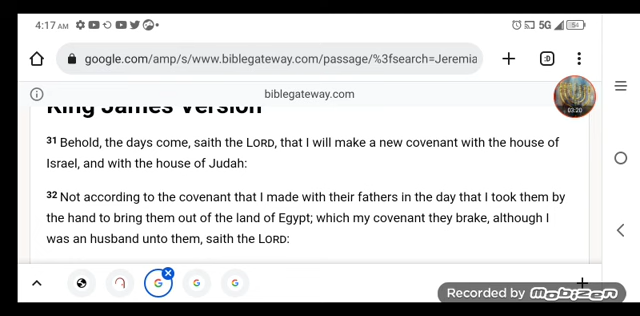 4:17 AM 5G 54
google.com/amp/s/www.biblegateway.com/passage/%3fsearch=Jeremia :D
biblegateway.com
King James Version
03:20
31 Behold, the days come, saith the LORD, that I will make a new covenant with the house of
Israel, and with the house of Judah:
32 Not according to the covenant that I made with their fathers in the day that I took them by
the hand to bring them out of the land of Egypt; which my covenant they brake, although I
was an husband unto them, saith the LORD:
Recorded by Mobizen